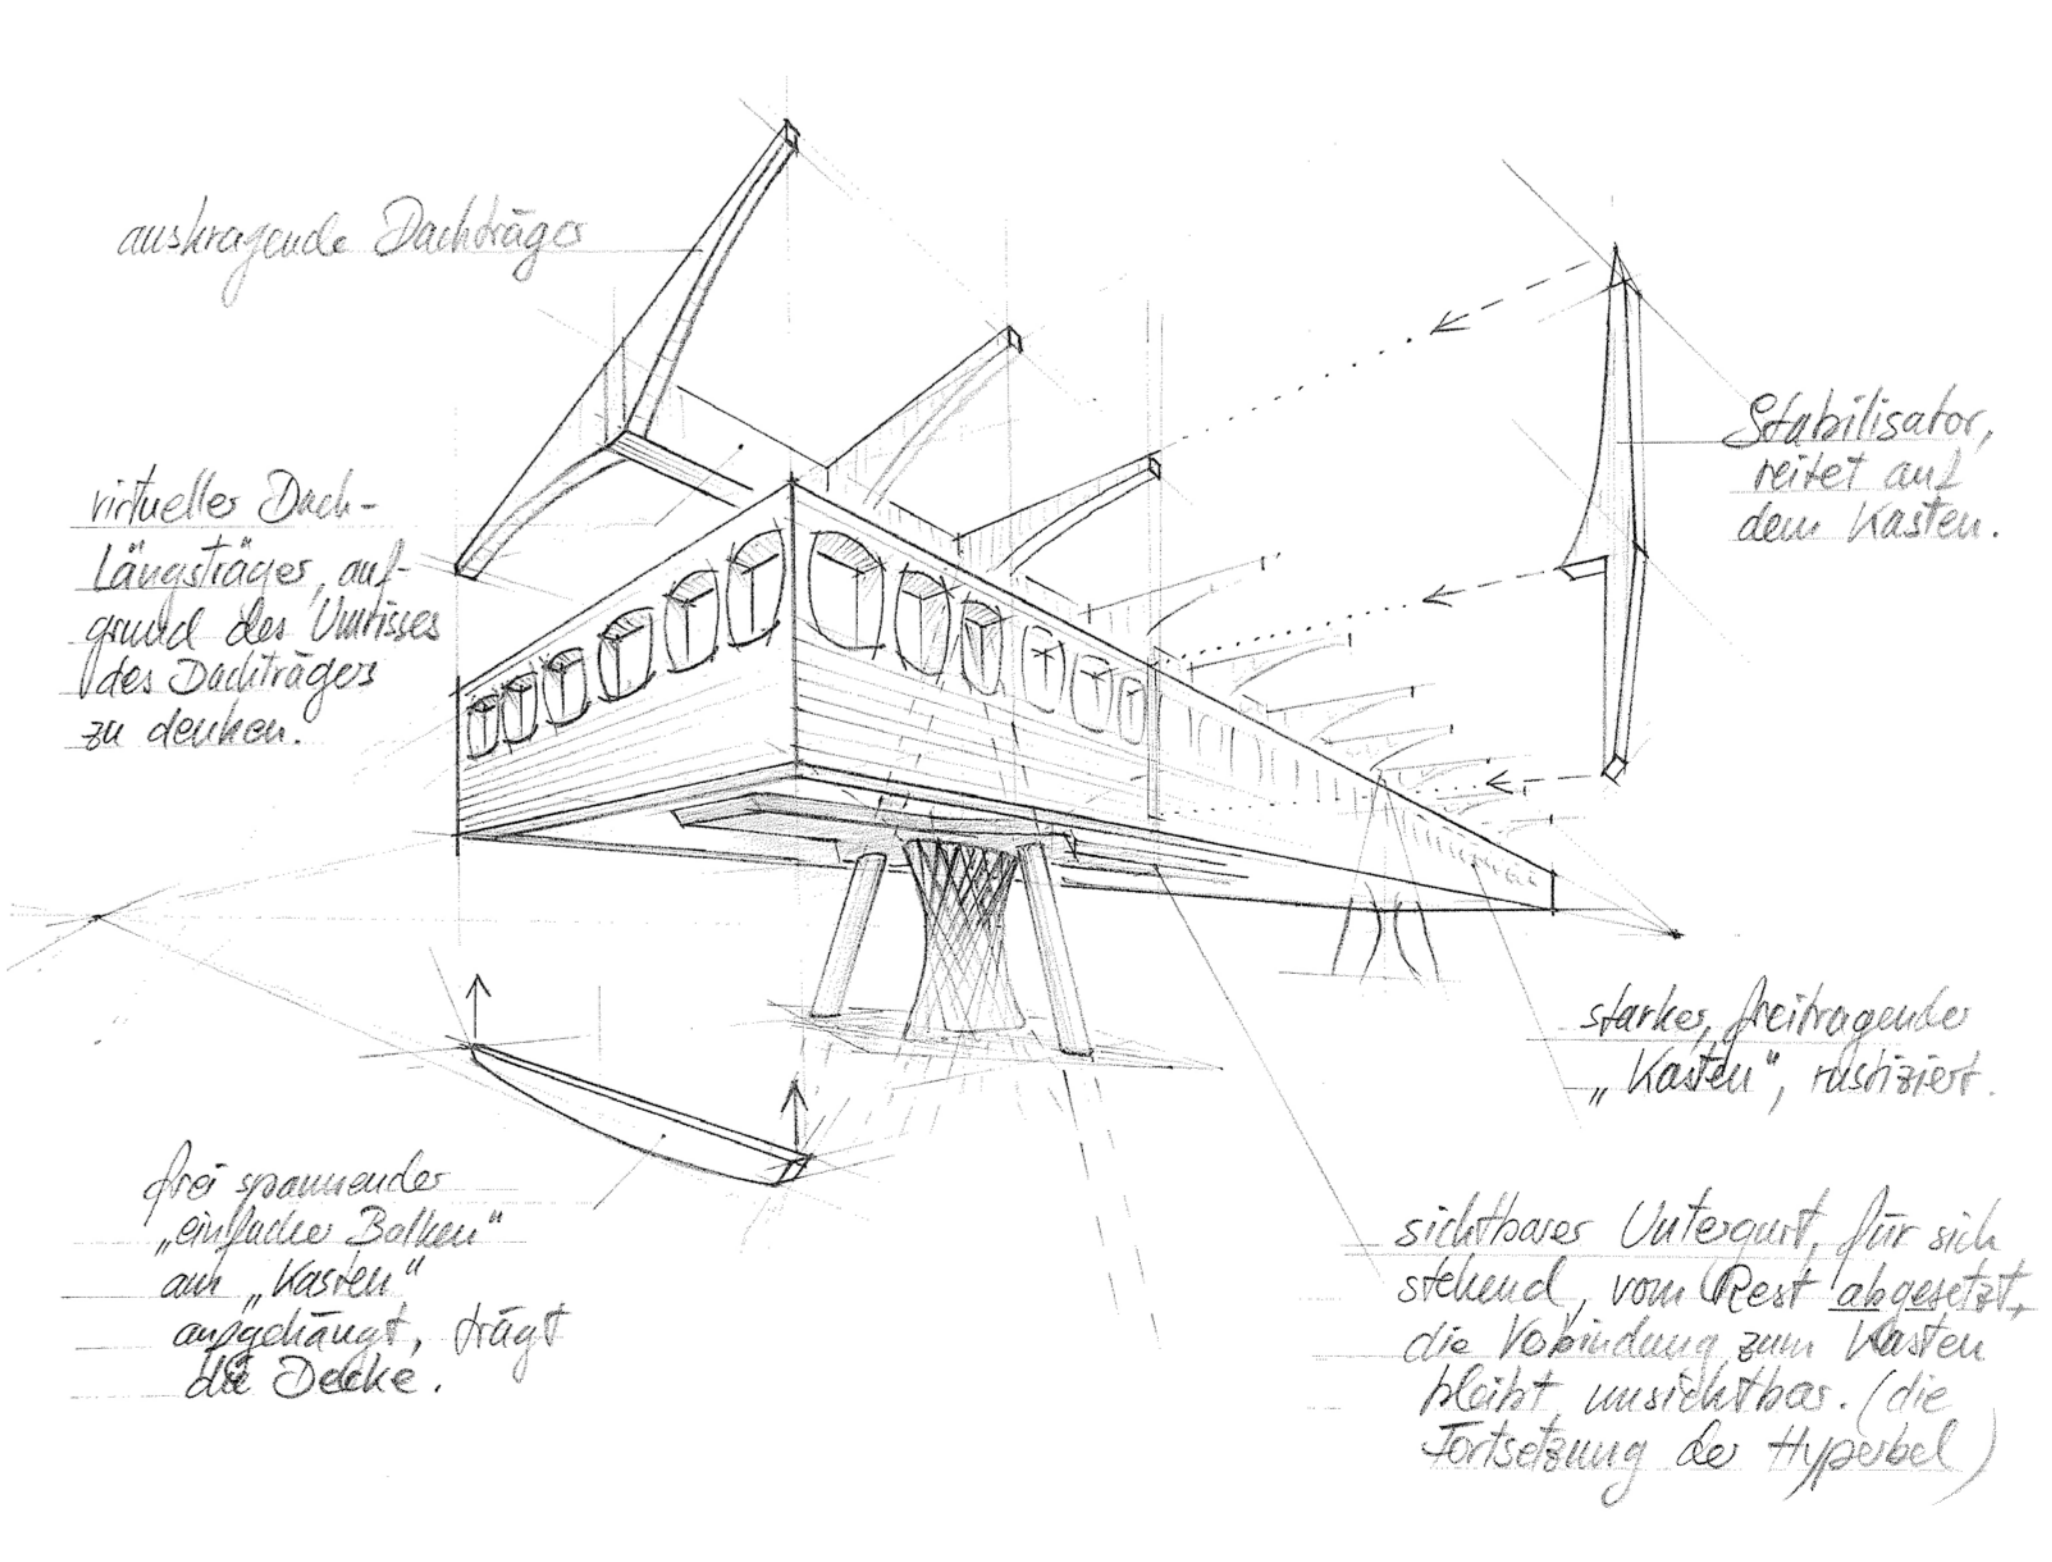 auskragende Dachträger
virtueller Dach-
Längsträger, auf-
grund des Umrisses
des Dachträgers
zu denken.
Stabilisator,
reitet auf
dem Kasten.
starker, freitragender
„Kasten“, rustiziert.
frei spannender
„einfacher Balken“
am „Kasten“
aufgehängt, trägt
die Decke.
sichtbarer Untergurt, für sich
stehend, vom Rest abgesetzt,
die Verbindung zum Kasten
bleibt unsichtbar. (die
Fortsetzung der Hyperbel)